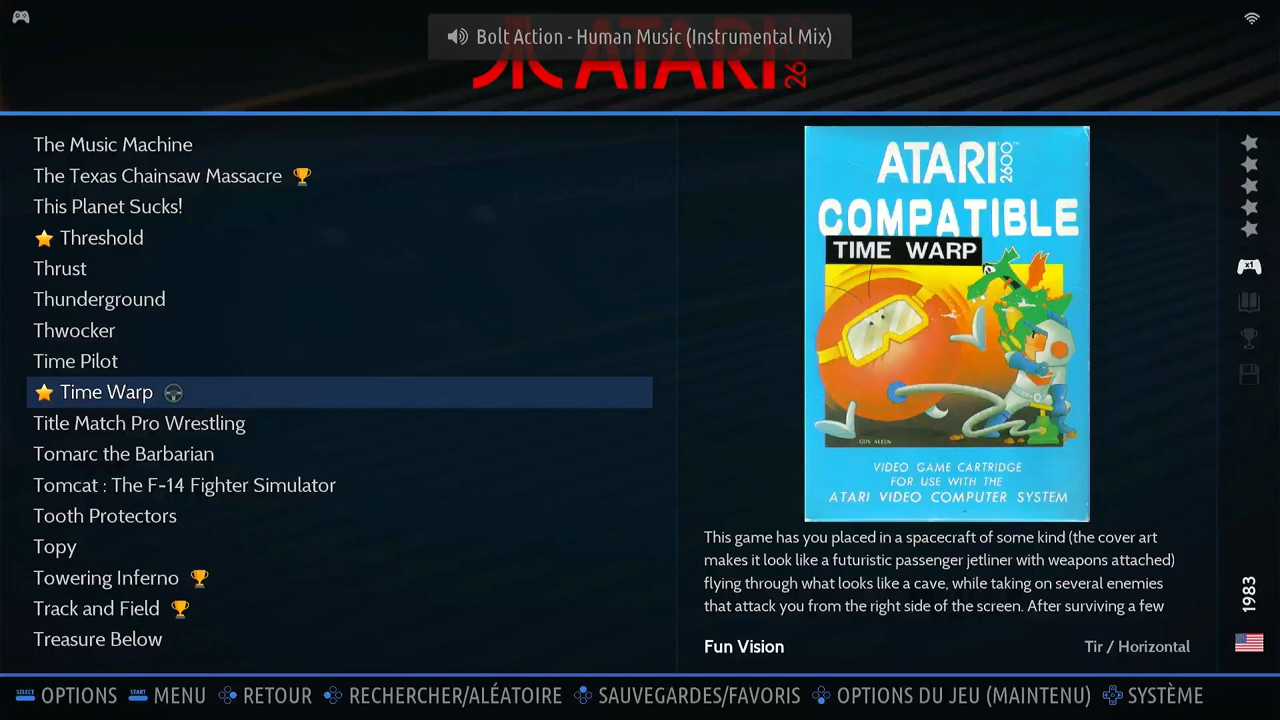 Bolt Action - Human Music (Instrumental Mix)
ATARI 2600
The Music Machine
The Texas Chainsaw Massacre
This Planet Sucks!
Threshold
Thrust
Thunderground
Thwocker
Time Pilot
Time Warp
Title Match Pro Wrestling
Tomarc the Barbarian
Tomcat : The F-14 Fighter Simulator
Tooth Protectors
Topy
Towering Inferno
Track and Field
Treasure Below
ATARI 2600™
COMPATIBLE
TIME WARP
GUS ALLEN
VIDEO GAME CARTRIDGE
FOR USE WITH THE
ATARI VIDEO COMPUTER SYSTEM
This game has you placed in a spacecraft of some kind (the cover art
makes it look like a futuristic passenger jetliner with weapons attached)
flying through what looks like a cave, while taking on several enemies
that attack you from the right side of the screen. After surviving a few
Fun Vision
Tir / Horizontal
x1
1983
SELECT OPTIONS START MENU RETOUR RECHERCHER/ALÉATOIRE SAUVEGARDES/FAVORIS OPTIONS DU JEU (MAINTENU) SYSTÈME